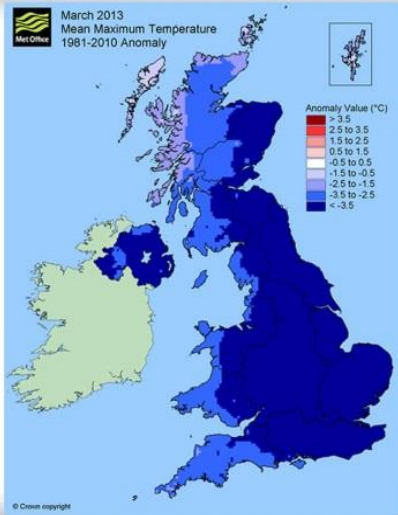 Met Office
March 2013
Mean Maximum Temperature
1981-2010 Anomaly
Anomaly Value (°C)
> 3.5
2.5 to 3.5
1.5 to 2.5
0.5 to 1.5
-0.5 to 0.5
-1.5 to -0.5
-2.5 to -1.5
-3.5 to -2.5
< -3.5
© Crown copyright